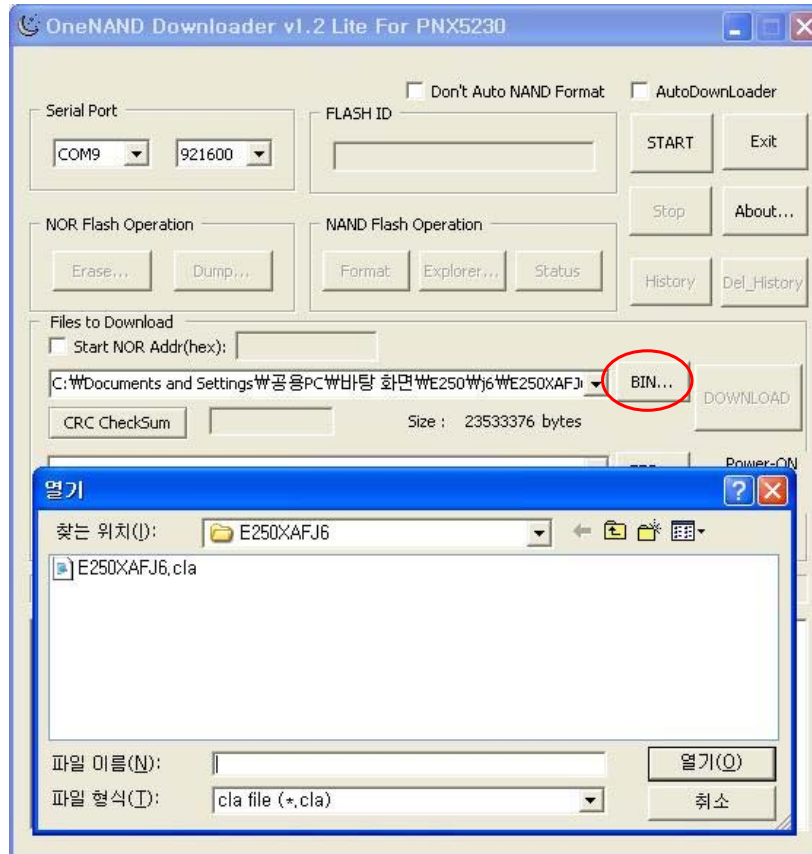 OneNAND Downloader v1.2 Lite For PNX5230
Don't Auto NAND Format
AutoDownLoader
Serial Port
FLASH ID
COM9
921600
START
Exit
Stop
About...
NOR Flash Operation
NAND Flash Operation
Erase...
Dump...
Format
Explorer...
Status
History
Del_History
Files to Download
Start NOR Addr(hex):
C:₩Documents and Settings₩공용PC₩바탕 화면₩E250₩j6₩E250XAFJ
BIN...
DOWNLOAD
CRC CheckSum
Size : 23533376 bytes
Power-ON
열기
찾는 위치(I):
E250XAFJ6
E250XAFJ6.cla
파일 이름(N):
열기(O)
파일 형식(T):
cla file (*.cla)
취소